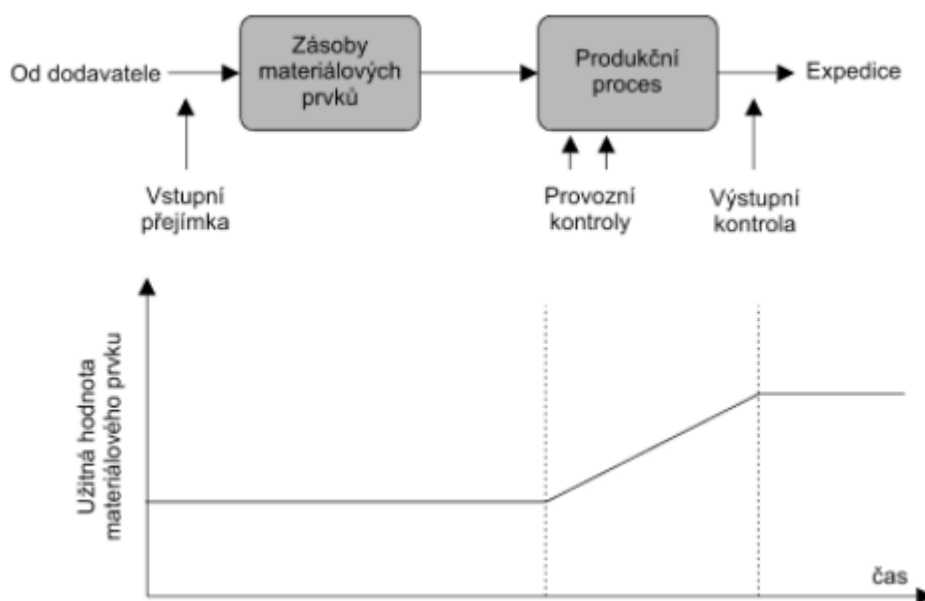 Od dodavatele
Zásoby
materiálových
prvků
Produkční
proces
Expedice
Vstupní
přejímka
Provozní
kontroly
Výstupní
kontrola
Užitná hodnota
materiálového prvku
čas